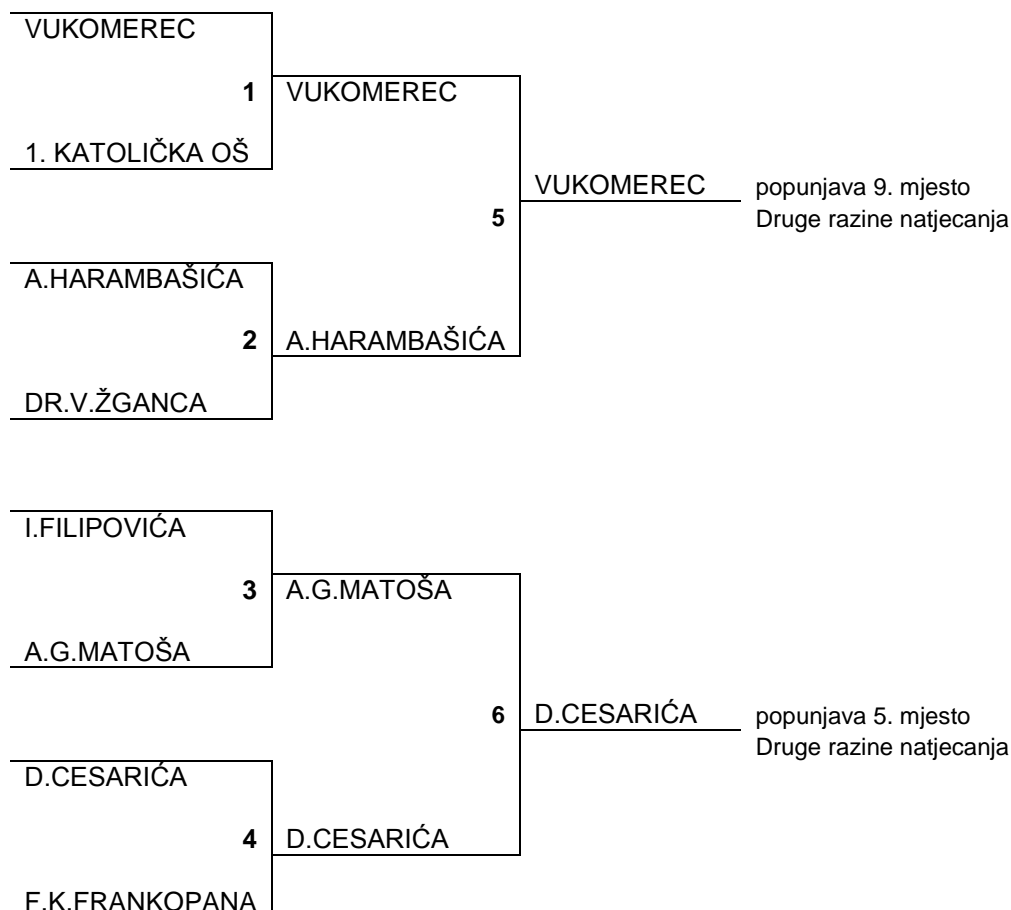 VUKOMEREC
1 VUKOMEREC
1. KATOLIČKA OŠ
VUKOMEREC popunjava 9. mjesto
5 Druge razine natjecanja
A.HARAMBAŠIĆA
2 A.HARAMBAŠIĆA
DR.V.ŽGANCA
I.FILIPOVIĆA
3 A.G.MATOŠA
A.G.MATOŠA
6 D.CESARIĆA popunjava 5. mjesto
Druge razine natjecanja
D.CESARIĆA
4 D.CESARIĆA
F.K.FRANKOPANA